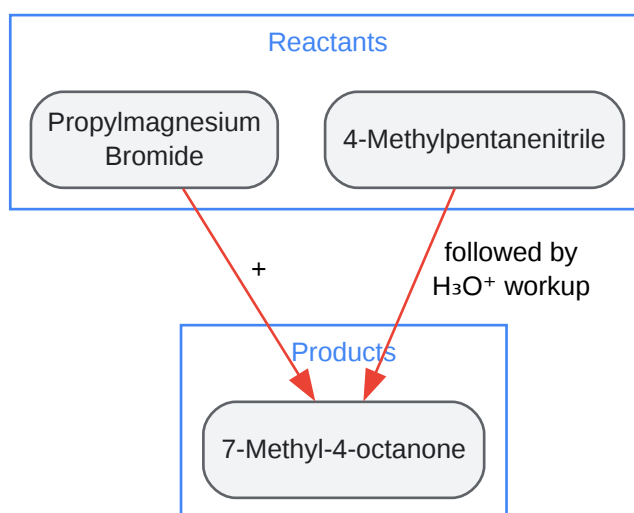 Reactants
Propylmagnesium
Bromide
4-Methylpentanenitrile
+
followed by
H₃O⁺ workup
Products
7-Methyl-4-octanone